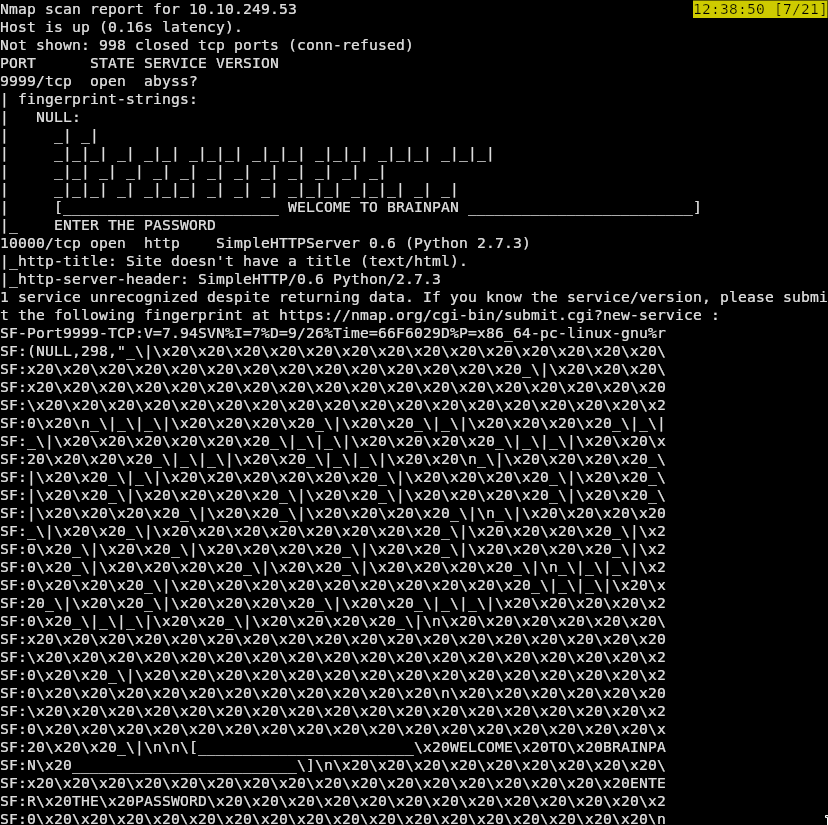 Nmap scan report for 10.10.249.53
12:38:50 [7/21]
Host is up (0.16s latency).
Not shown: 998 closed tcp ports (conn-refused)
PORT      STATE SERVICE VERSION
9999/tcp  open  abyss?
| fingerprint-strings:
|   NULL:
|     _| _|
|     _|_|_| _| _|_| _|_|_| _|_|_| _|_|_| _|_|_| _|_|_|
|     _|_| _| _| _| _| _| _| _| _| _| _| _|
|     _|_|_| _| _|_|_| _| _| _| _|_|_| _|_|_| _| _|
|     [________________________ WELCOME TO BRAINPAN _________________________]
|_    ENTER THE PASSWORD
10000/tcp open  http    SimpleHTTPServer 0.6 (Python 2.7.3)
|_http-title: Site doesn't have a title (text/html).
|_http-server-header: SimpleHTTP/0.6 Python/2.7.3
1 service unrecognized despite returning data. If you know the service/version, please submi
t the following fingerprint at https://nmap.org/cgi-bin/submit.cgi?new-service :
SF-Port9999-TCP:V=7.94SVN%I=7%D=9/26%Time=66F6029D%P=x86_64-pc-linux-gnu%r
SF:(NULL,298,"_\|\x20\x20\x20\x20\x20\x20\x20\x20\x20\x20\x20\x20\x20\x20\
SF:x20\x20\x20\x20\x20\x20\x20\x20\x20\x20\x20\x20\x20\x20_\|\x20\x20\x20\
SF:x20\x20\x20\x20\x20\x20\x20\x20\x20\x20\x20\x20\x20\x20\x20\x20\x20\x20
SF:\x20\x20\x20\x20\x20\x20\x20\x20\x20\x20\x20\x20\x20\x20\x20\x20\x20\x2
SF:0\x20\n_\|_\|_\|\x20\x20\x20\x20_\|\x20\x20_\|_\|\x20\x20\x20\x20_\|_\|
SF:_\|\x20\x20\x20\x20\x20\x20_\|_\|_\|\x20\x20\x20\x20_\|_\|_\|\x20\x20\x
SF:20\x20\x20\x20_\|_\|_\|\x20\x20_\|_\|_\|\x20\x20\n_\|\x20\x20\x20\x20_\
SF:|\x20\x20_\|_\|\x20\x20\x20\x20\x20\x20_\|\x20\x20\x20\x20_\|\x20\x20_\
SF:|\x20\x20_\|\x20\x20\x20\x20_\|\x20\x20_\|\x20\x20\x20\x20_\|\x20\x20_\
SF:|\x20\x20\x20\x20_\|\x20\x20_\|\x20\x20\x20\x20_\|\n_\|\x20\x20\x20\x20
SF:_\|\x20\x20_\|\x20\x20\x20\x20\x20\x20\x20\x20_\|\x20\x20\x20\x20_\|\x2
SF:0\x20_\|\x20\x20_\|\x20\x20\x20\x20_\|\x20\x20_\|\x20\x20\x20\x20_\|\x2
SF:0\x20_\|\x20\x20\x20\x20_\|\x20\x20_\|\x20\x20\x20\x20_\|\n_\|_\|_\|\x2
SF:0\x20\x20\x20_\|\x20\x20\x20\x20\x20\x20\x20\x20\x20\x20_\|_\|_\|\x20\x
SF:20_\|\x20\x20_\|\x20\x20\x20\x20_\|\x20\x20_\|_\|_\|\x20\x20\x20\x20\x2
SF:0\x20_\|_\|_\|\x20\x20_\|\x20\x20\x20\x20_\|\n\x20\x20\x20\x20\x20\x20\
SF:x20\x20\x20\x20\x20\x20\x20\x20\x20\x20\x20\x20\x20\x20\x20\x20\x20\x20
SF:\x20\x20\x20\x20\x20\x20\x20\x20\x20\x20\x20\x20\x20\x20\x20\x20\x20\x2
SF:0\x20\x20_\|\x20\x20\x20\x20\x20\x20\x20\x20\x20\x20\x20\x20\x20\x20\x2
SF:0\x20\x20\x20\x20\x20\x20\x20\x20\x20\x20\x20\n\x20\x20\x20\x20\x20\x20
SF:\x20\x20\x20\x20\x20\x20\x20\x20\x20\x20\x20\x20\x20\x20\x20\x20\x20\x2
SF:0\x20\x20\x20\x20\x20\x20\x20\x20\x20\x20\x20\x20\x20\x20\x20\x20\x20\x
SF:20\x20\x20_\|\n\n\[________________________\x20WELCOME\x20TO\x20BRAINPA
SF:N\x20_________________________\]\n\x20\x20\x20\x20\x20\x20\x20\x20\x20\
SF:x20\x20\x20\x20\x20\x20\x20\x20\x20\x20\x20\x20\x20\x20\x20\x20\x20ENTE
SF:R\x20THE\x20PASSWORD\x20\x20\x20\x20\x20\x20\x20\x20\x20\x20\x20\x20\x2
SF:0\x20\x20\x20\x20\x20\x20\x20\x20\x20\x20\x20\x20\x20\x20\x20\x20\x20\n